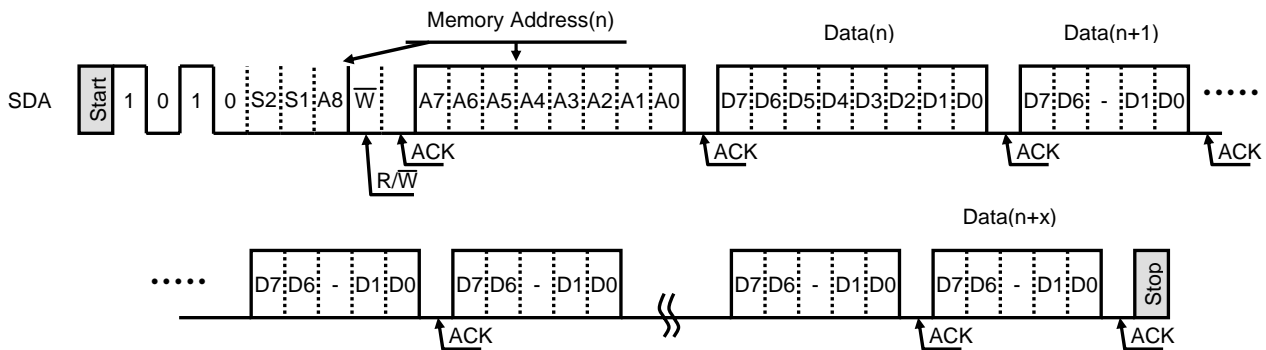 Memory Address(n)
Data(n) Data(n+1)
SDA Start 1 0 1 0 S2 S1 A8 W̅ A7 A6 A5 A4 A3 A2 A1 A0 D7 D6 D5 D4 D3 D2 D1 D0 D7 D6 - D1 D0 •••••
ACK ACK ACK ACK
R/W̅
Data(n+x)
••••• D7 D6 - D1 D0 D7 D6 - D1 D0 D7 D6 - D1 D0 D7 D6 - D1 D0 Stop
ACK ACK ACK